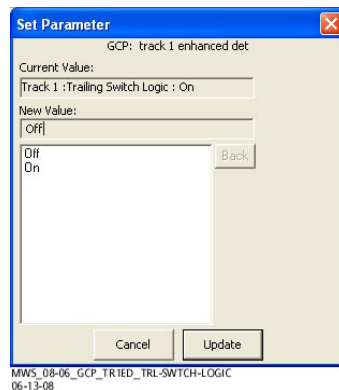 Set Parameter
GCP: track 1 enhanced det
Current Value:
Track 1 :Trailing Switch Logic : On
New Value:
Off
Off
On
Back
Cancel
Update
MWS_08-06_GCP_TR1ED_TRL-SWTCH-LOGIC
06-13-08